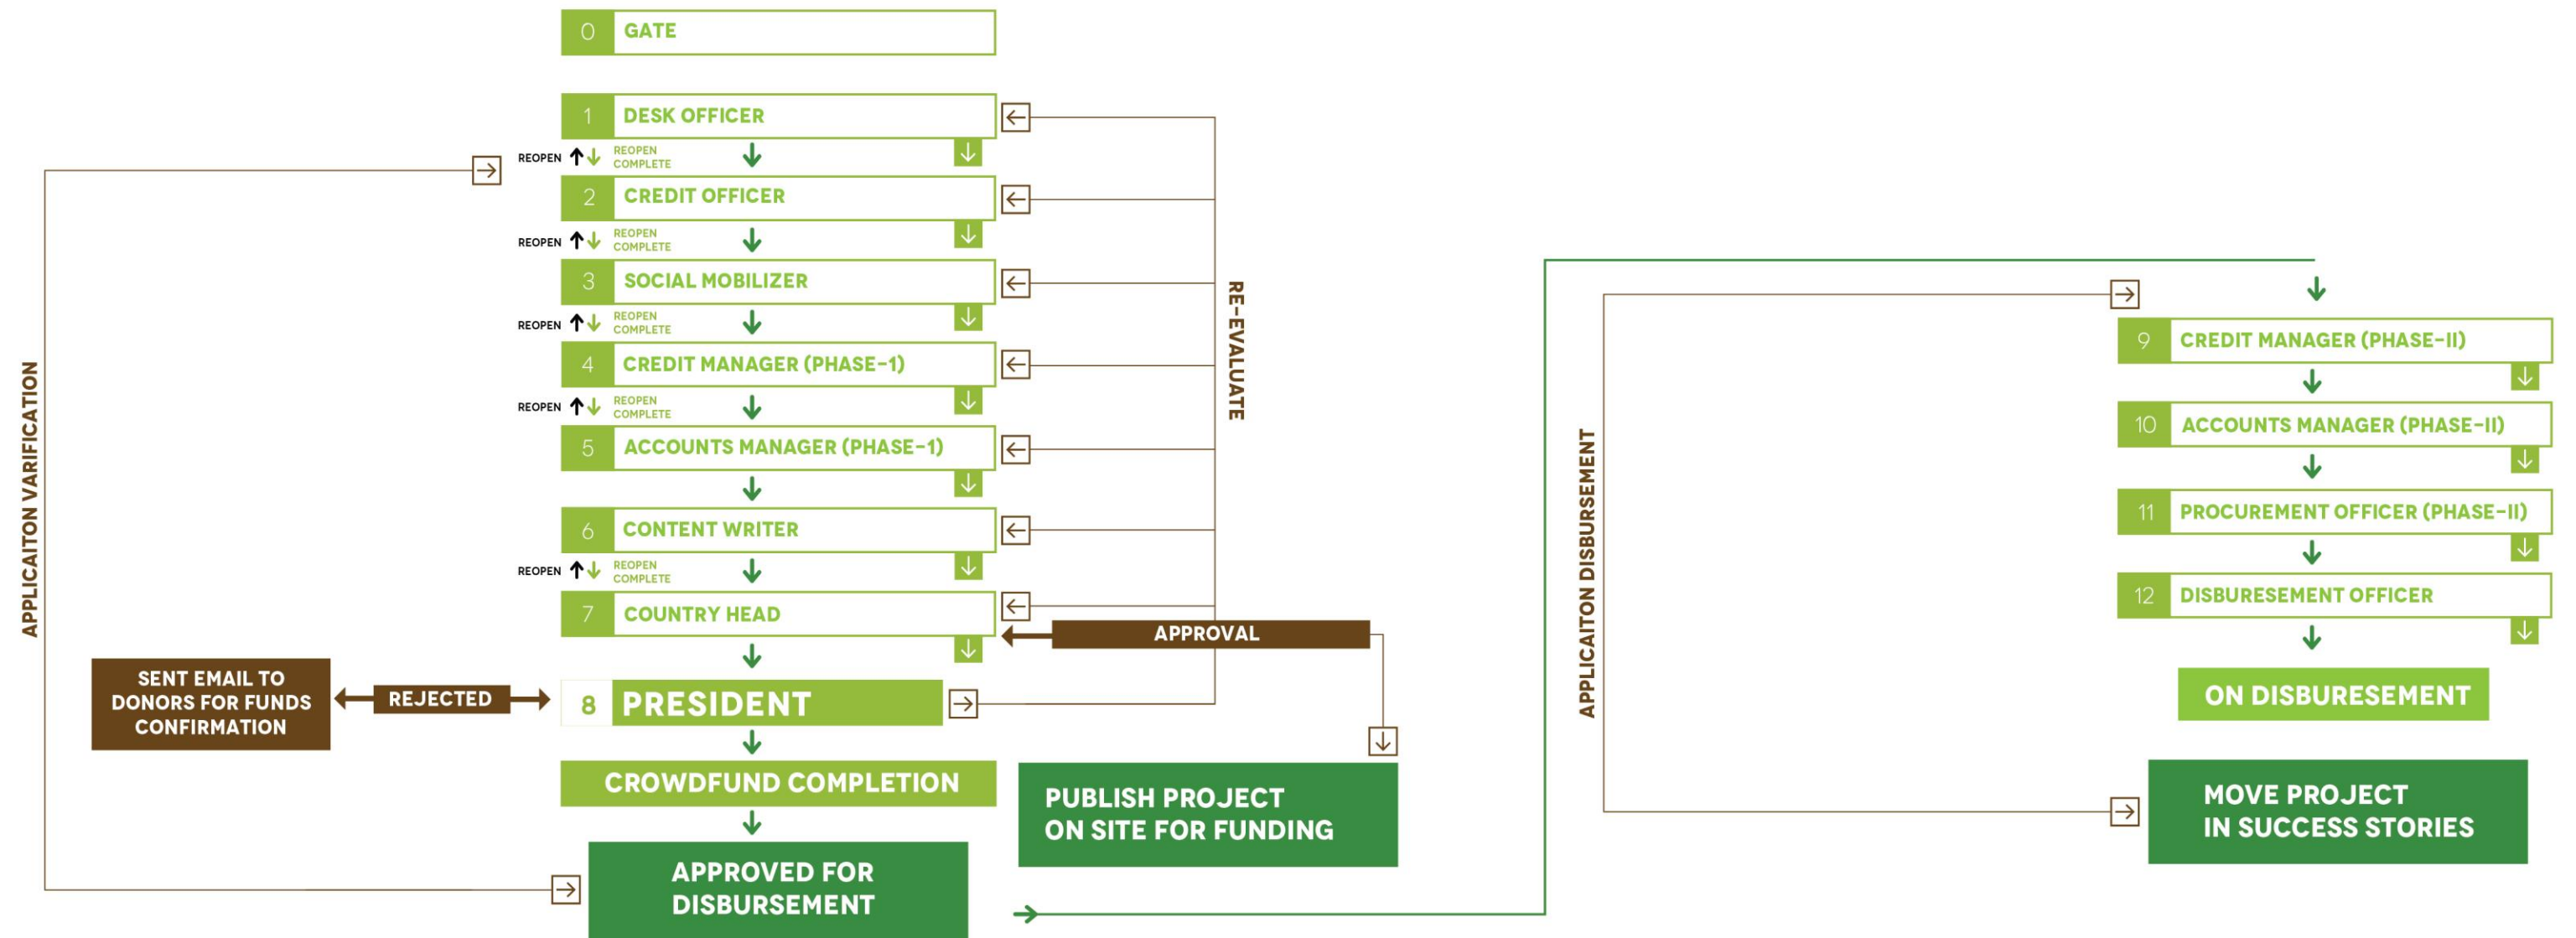 0 GATE
1 DESK OFFICER
REOPEN REOPEN
COMPLETE
2 CREDIT OFFICER
REOPEN REOPEN
COMPLETE
3 SOCIAL MOBILIZER
REOPEN REOPEN
COMPLETE
4 CREDIT MANAGER (PHASE-1)
REOPEN REOPEN
COMPLETE
5 ACCOUNTS MANAGER (PHASE-1)
6 CONTENT WRITER
REOPEN REOPEN
COMPLETE
7 COUNTRY HEAD
8 PRESIDENT
CROWDFUND COMPLETION
APPROVED FOR
DISBURSEMENT
APPLICAITON VARIFICATION
SENT EMAIL TO
DONORS FOR FUNDS
CONFIRMATION
REJECTED
RE-EVALUATE
APPROVAL
PUBLISH PROJECT
ON SITE FOR FUNDING
APPLICAITON DISBURSEMENT
9 CREDIT MANAGER (PHASE-II)
10 ACCOUNTS MANAGER (PHASE-II)
11 PROCUREMENT OFFICER (PHASE-II)
12 DISBURESEMENT OFFICER
ON DISBURESEMENT
MOVE PROJECT
IN SUCCESS STORIES